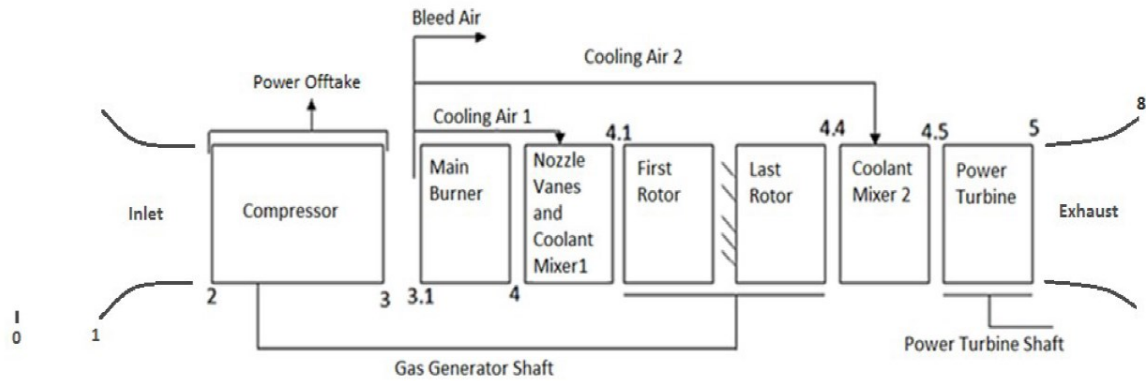 Bleed Air
Cooling Air 2
Power Offtake
Cooling Air 1
4.1
4.4
4.5
5
8
Inlet
Compressor
Main
Burner
Nozzle
Vanes
and
Coolant
Mixer1
First
Rotor
Last
Rotor
Coolant
Mixer 2
Power
Turbine
Exhaust
0
1
2
3
3.1
4
Gas Generator Shaft
Power Turbine Shaft